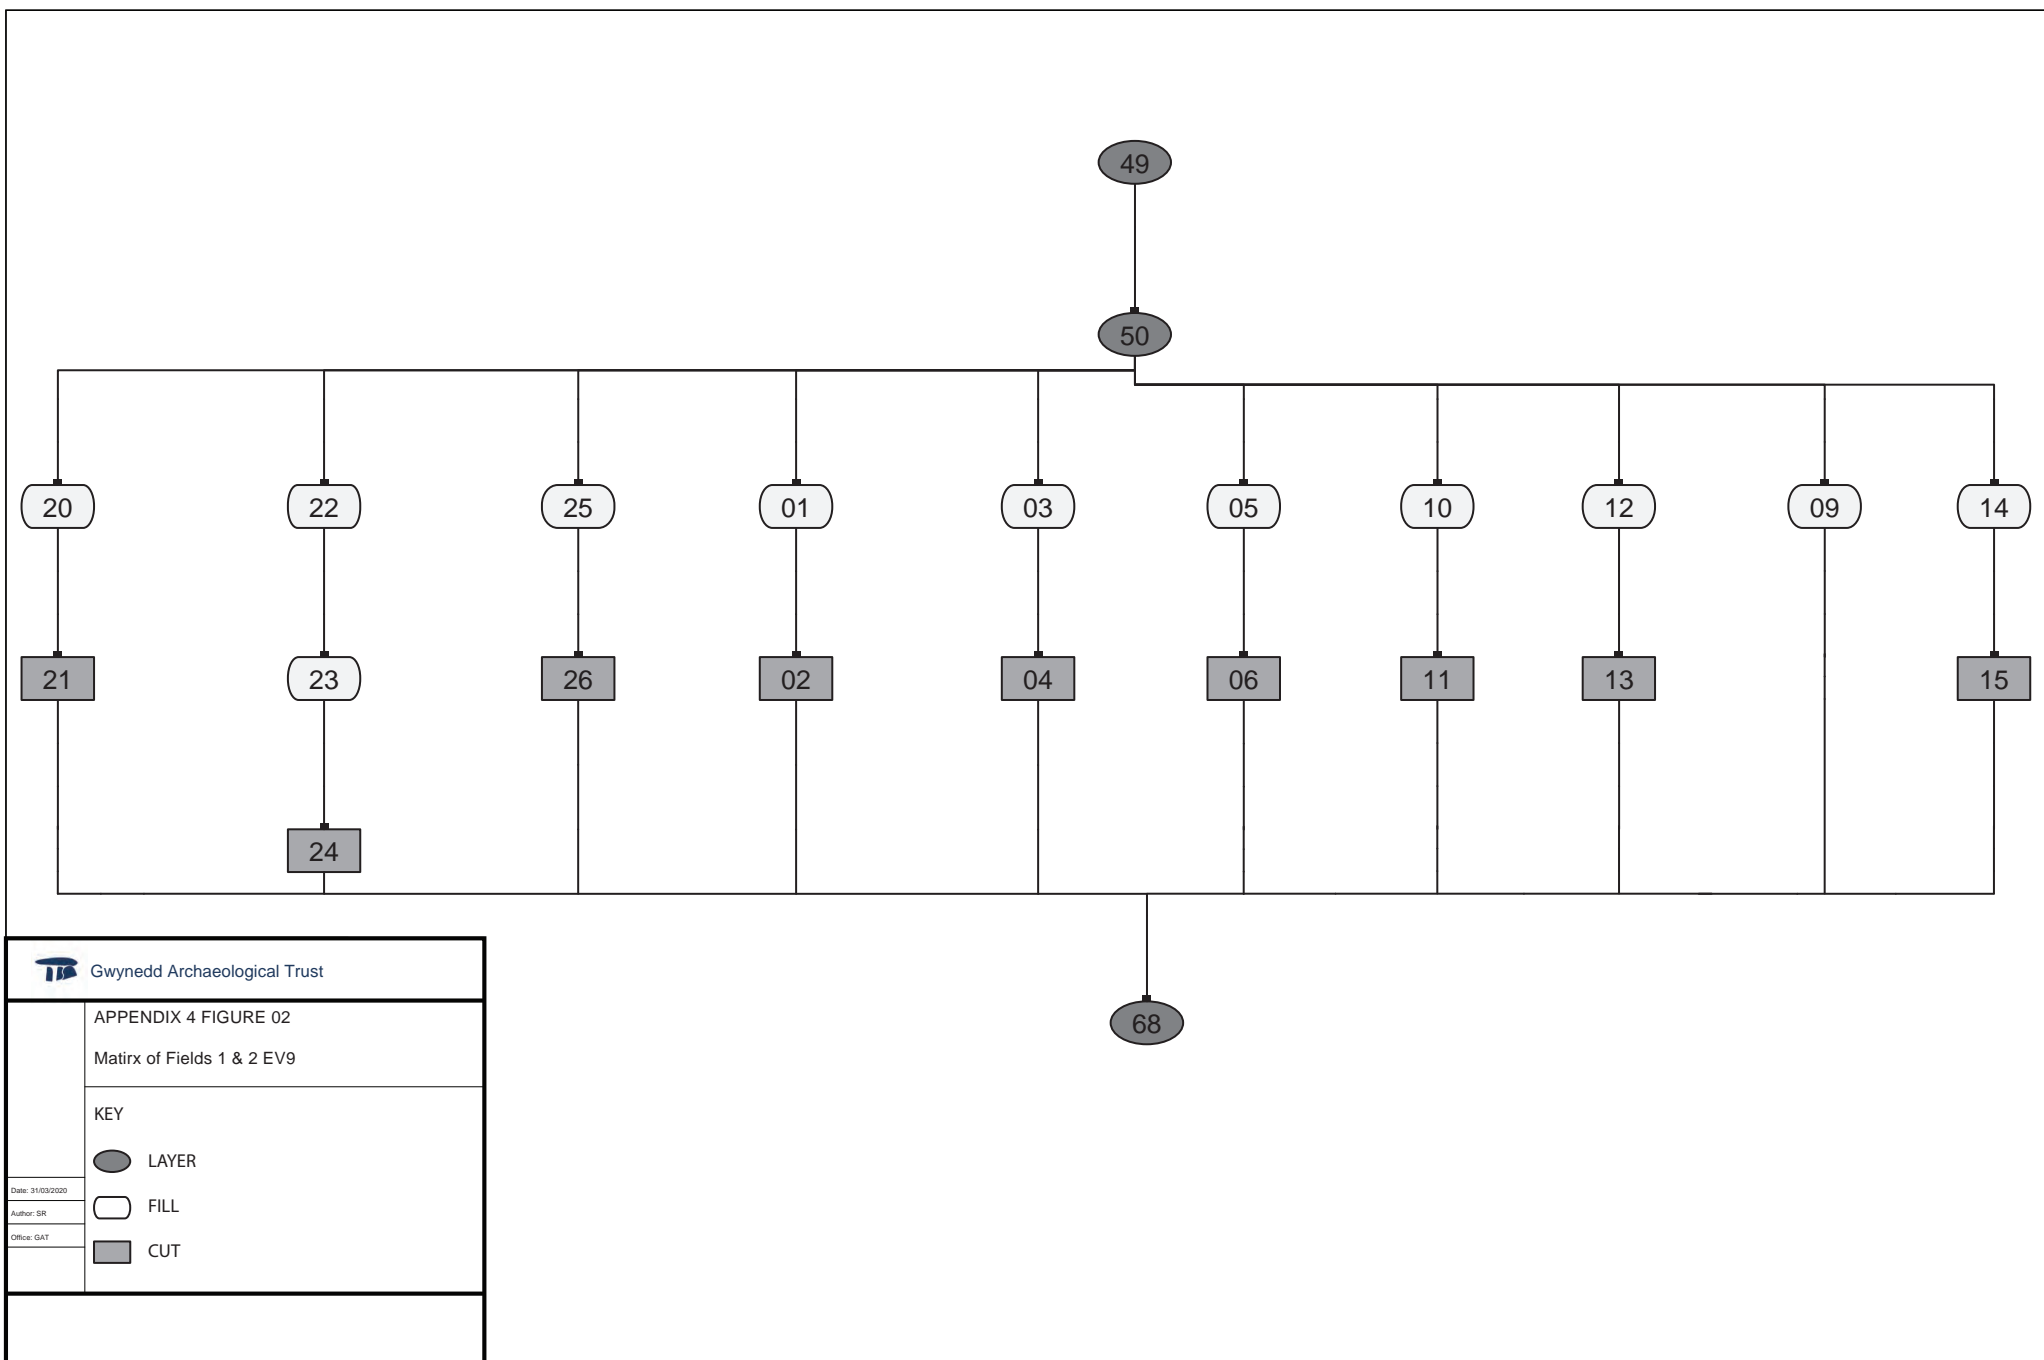 49
50
20 22 25 01 03 05 10 12 09 14
21 23 26 02 04 06 11 13 15
24
68
Gwynedd Archaeological Trust
APPENDIX 4 FIGURE 02
Matirx of Fields 1 & 2 EV9
KEY
LAYER
FILL
CUT
Date: 31/03/2020
Author: SR
Office: GAT